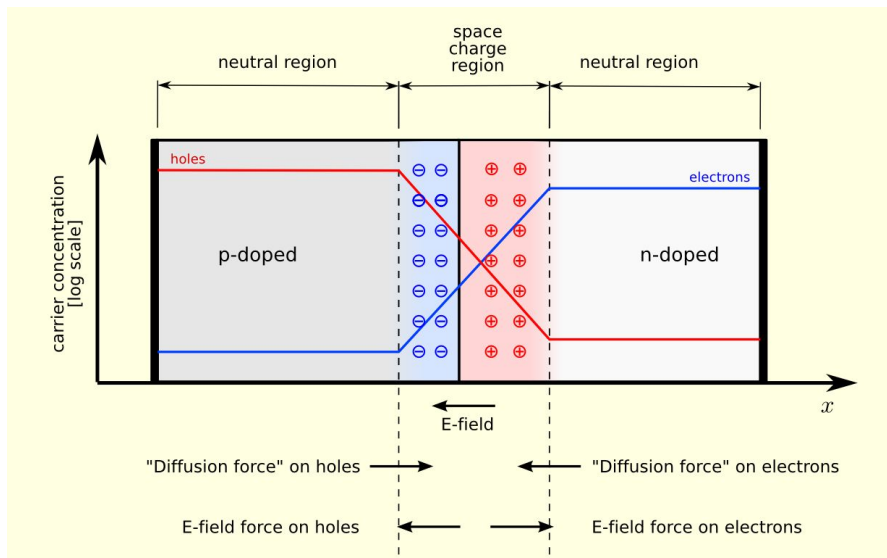 space
charge
region
neutral region
neutral region
holes
electrons
p-doped
n-doped
carrier concentration
[log scale]
x
E-field
"Diffusion force" on holes
"Diffusion force" on electrons
E-field force on holes
E-field force on electrons